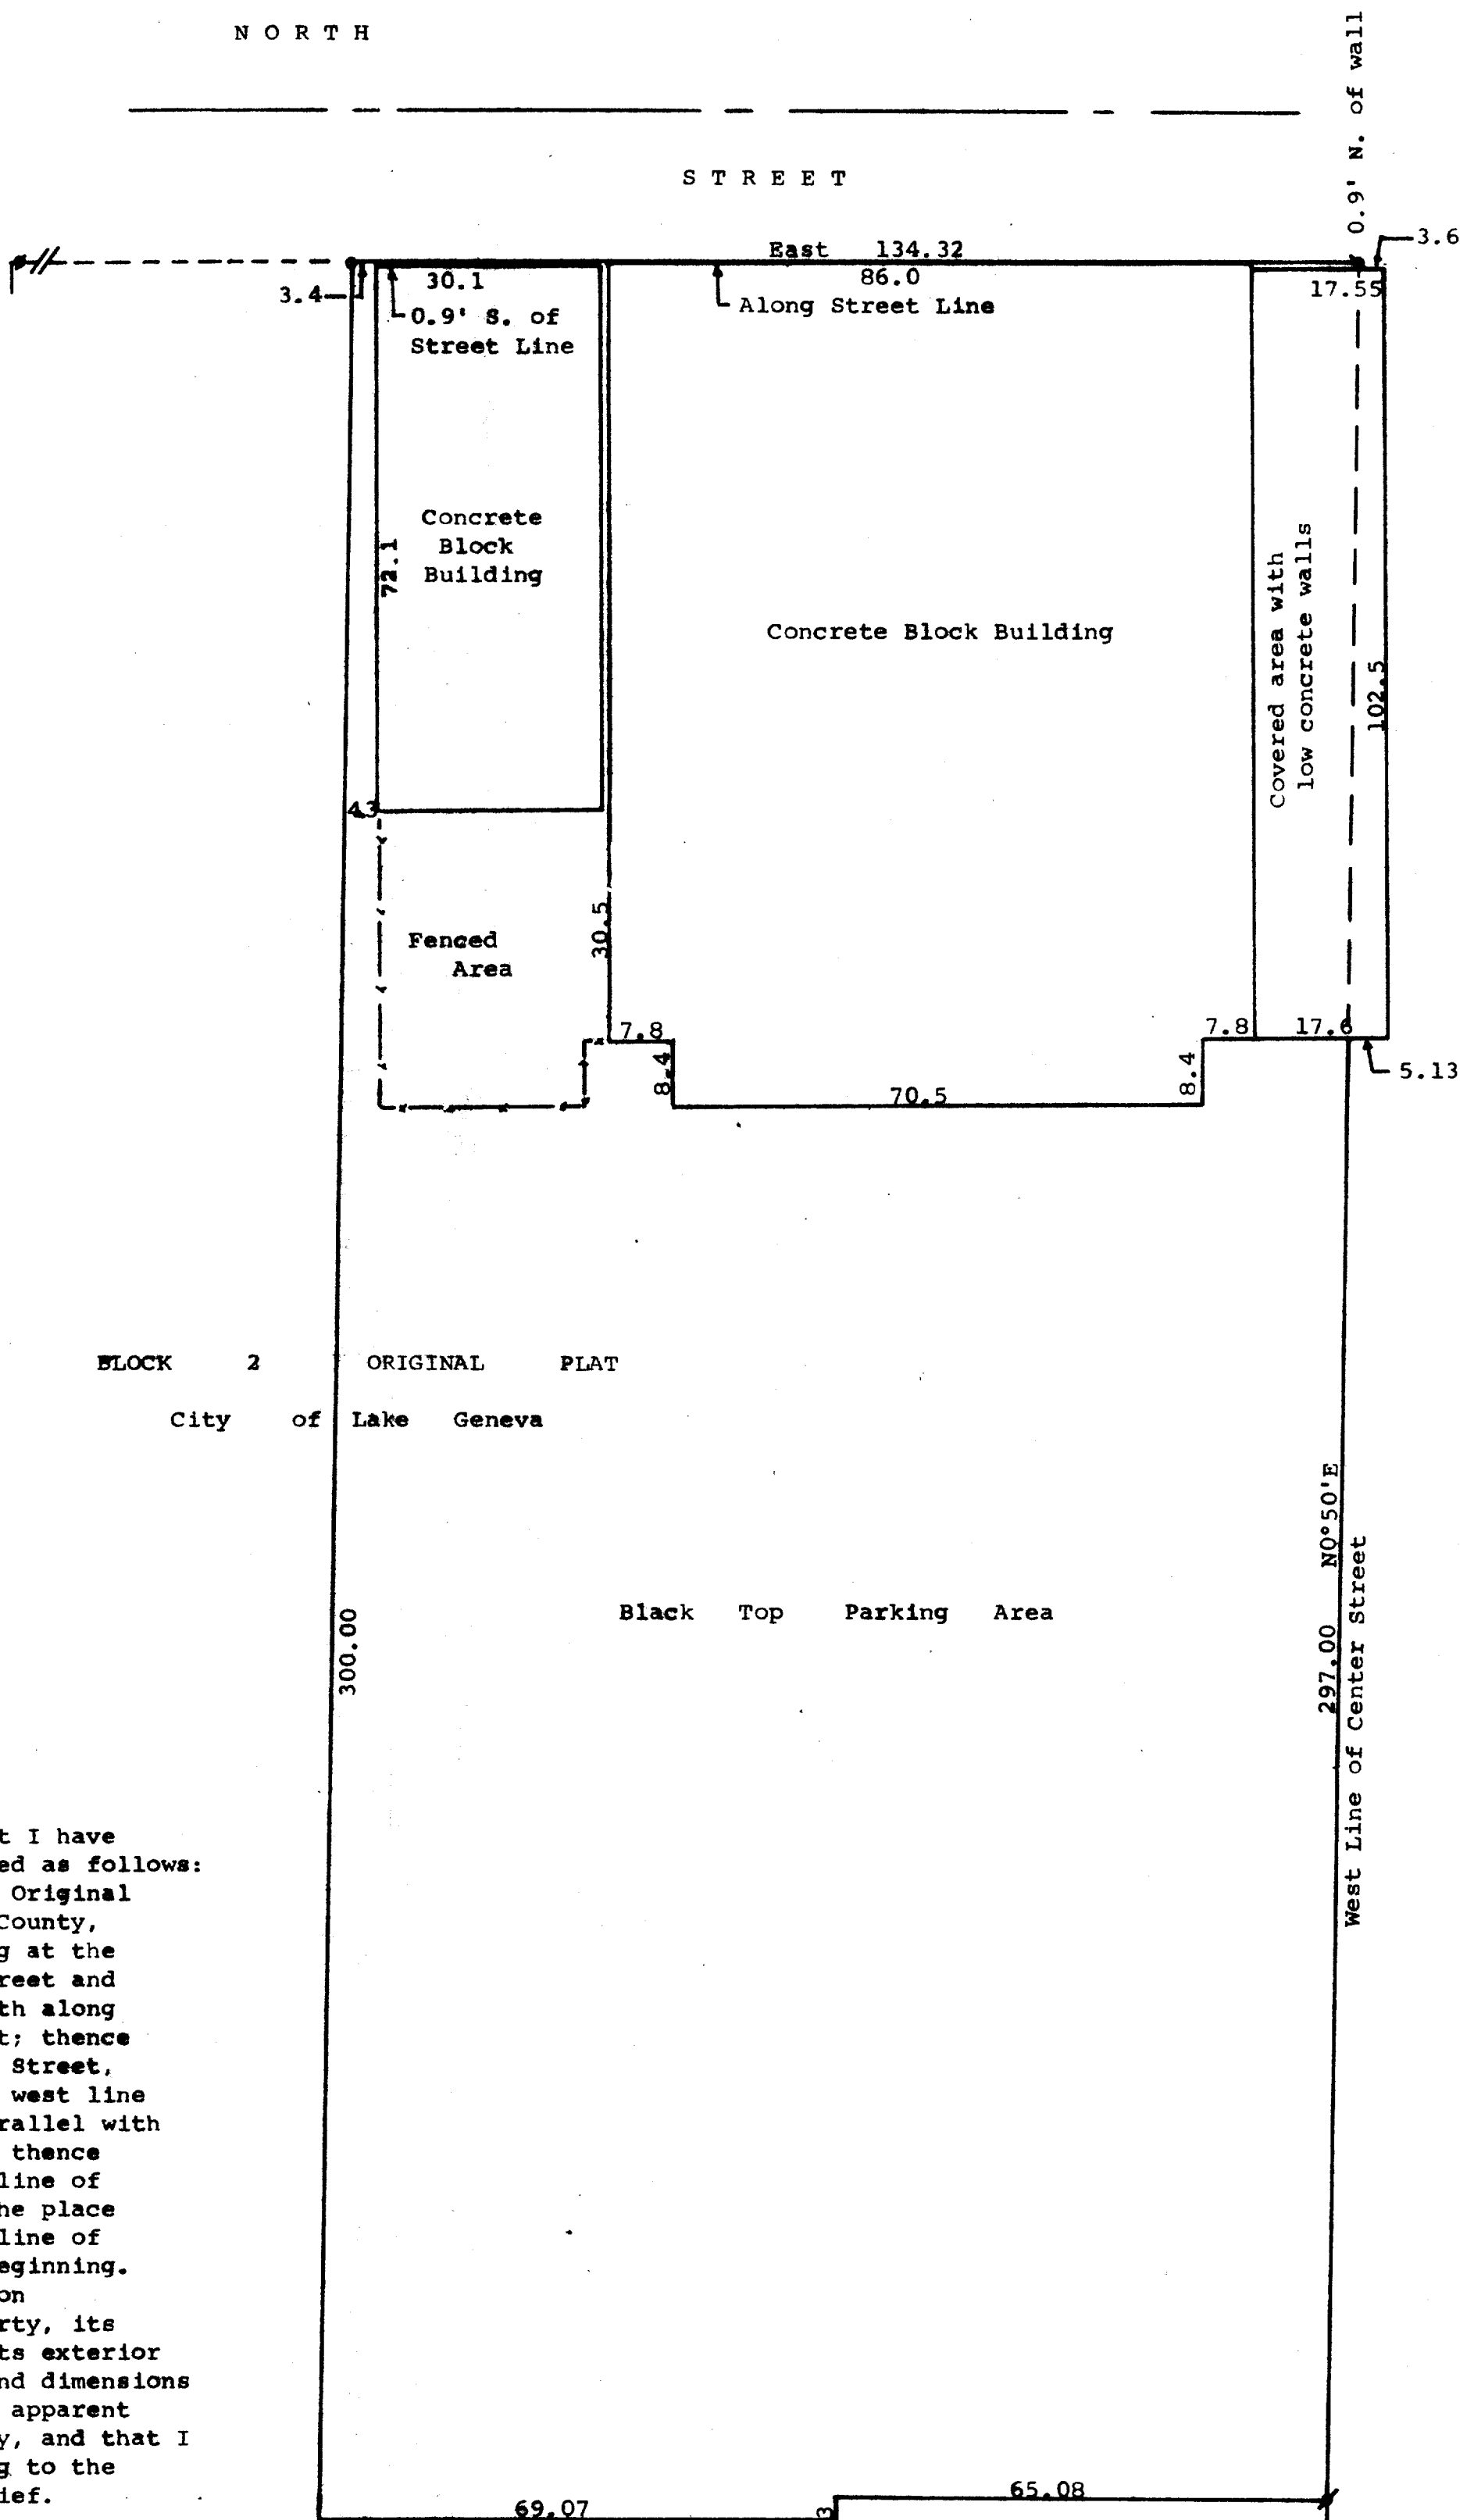 N O R T H
0.9' N. of wall
S T R E E T
East 134.32
3.6
3.4
30.1
86.0
17.55
0.9' S. of
Street Line
Along Street Line
Concrete
Block
Building
72.1
Concrete Block Building
Covered area with
low concrete walls
102.5
4.3
30.5
Fenced
Area
7.8
8.4
70.5
8.4
7.8
17.6
5.13
BLOCK 2 ORIGINAL PLAT
City of Lake Geneva
300.00
Black Top Parking Area
297.00 N0°50'E
West Line of Center Street
t I have
ed as follows:
Original
County,
g at the
reet and
th along
t; thence
Street,
west line
rallel with
thence
line of
he place
line of
eginning.
on
rty, its
ts exterior
nd dimensions
apparent
y, and that I
g to the
ief.
69.07
3
65.08